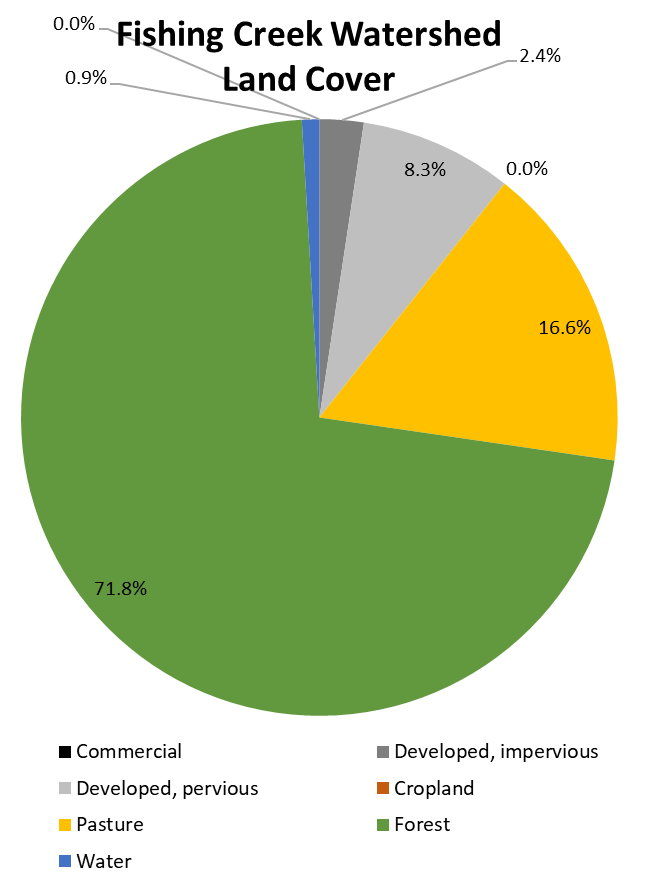 Fishing Creek Watershed
Land Cover
0.0%
2.4%
0.9%
8.3%
0.0%
16.6%
71.8%
Commercial
Developed, impervious
Developed, pervious
Cropland
Pasture
Forest
Water